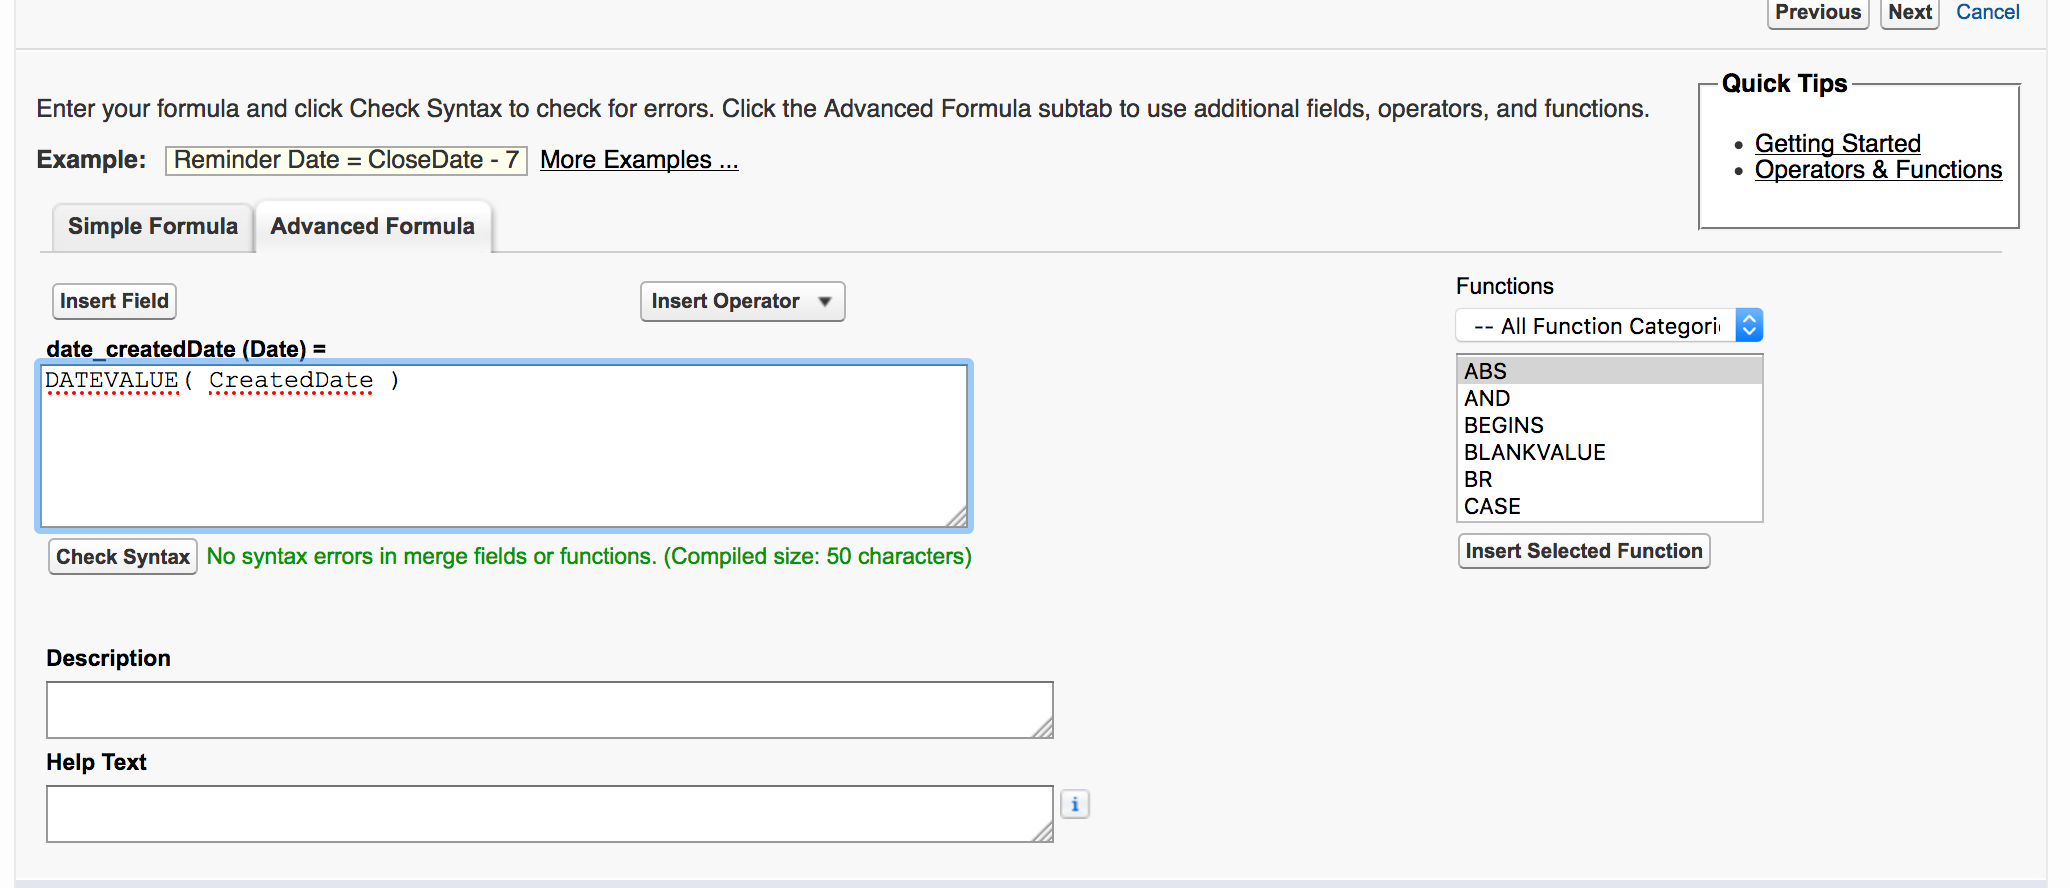 Previous Next Cancel
Enter your formula and click Check Syntax to check for errors. Click the Advanced Formula subtab to use additional fields, operators, and functions.
Example: Reminder Date = CloseDate - 7 More Examples ...
Quick Tips
• Getting Started
• Operators & Functions
Simple Formula Advanced Formula
Insert Field Insert Operator
date_createdDate (Date) =
DATEVALUE( CreatedDate )
Check Syntax No syntax errors in merge fields or functions. (Compiled size: 50 characters)
Functions
-- All Function Categori
ABS
AND
BEGINS
BLANKVALUE
BR
CASE
Insert Selected Function
Description
Help Text
i